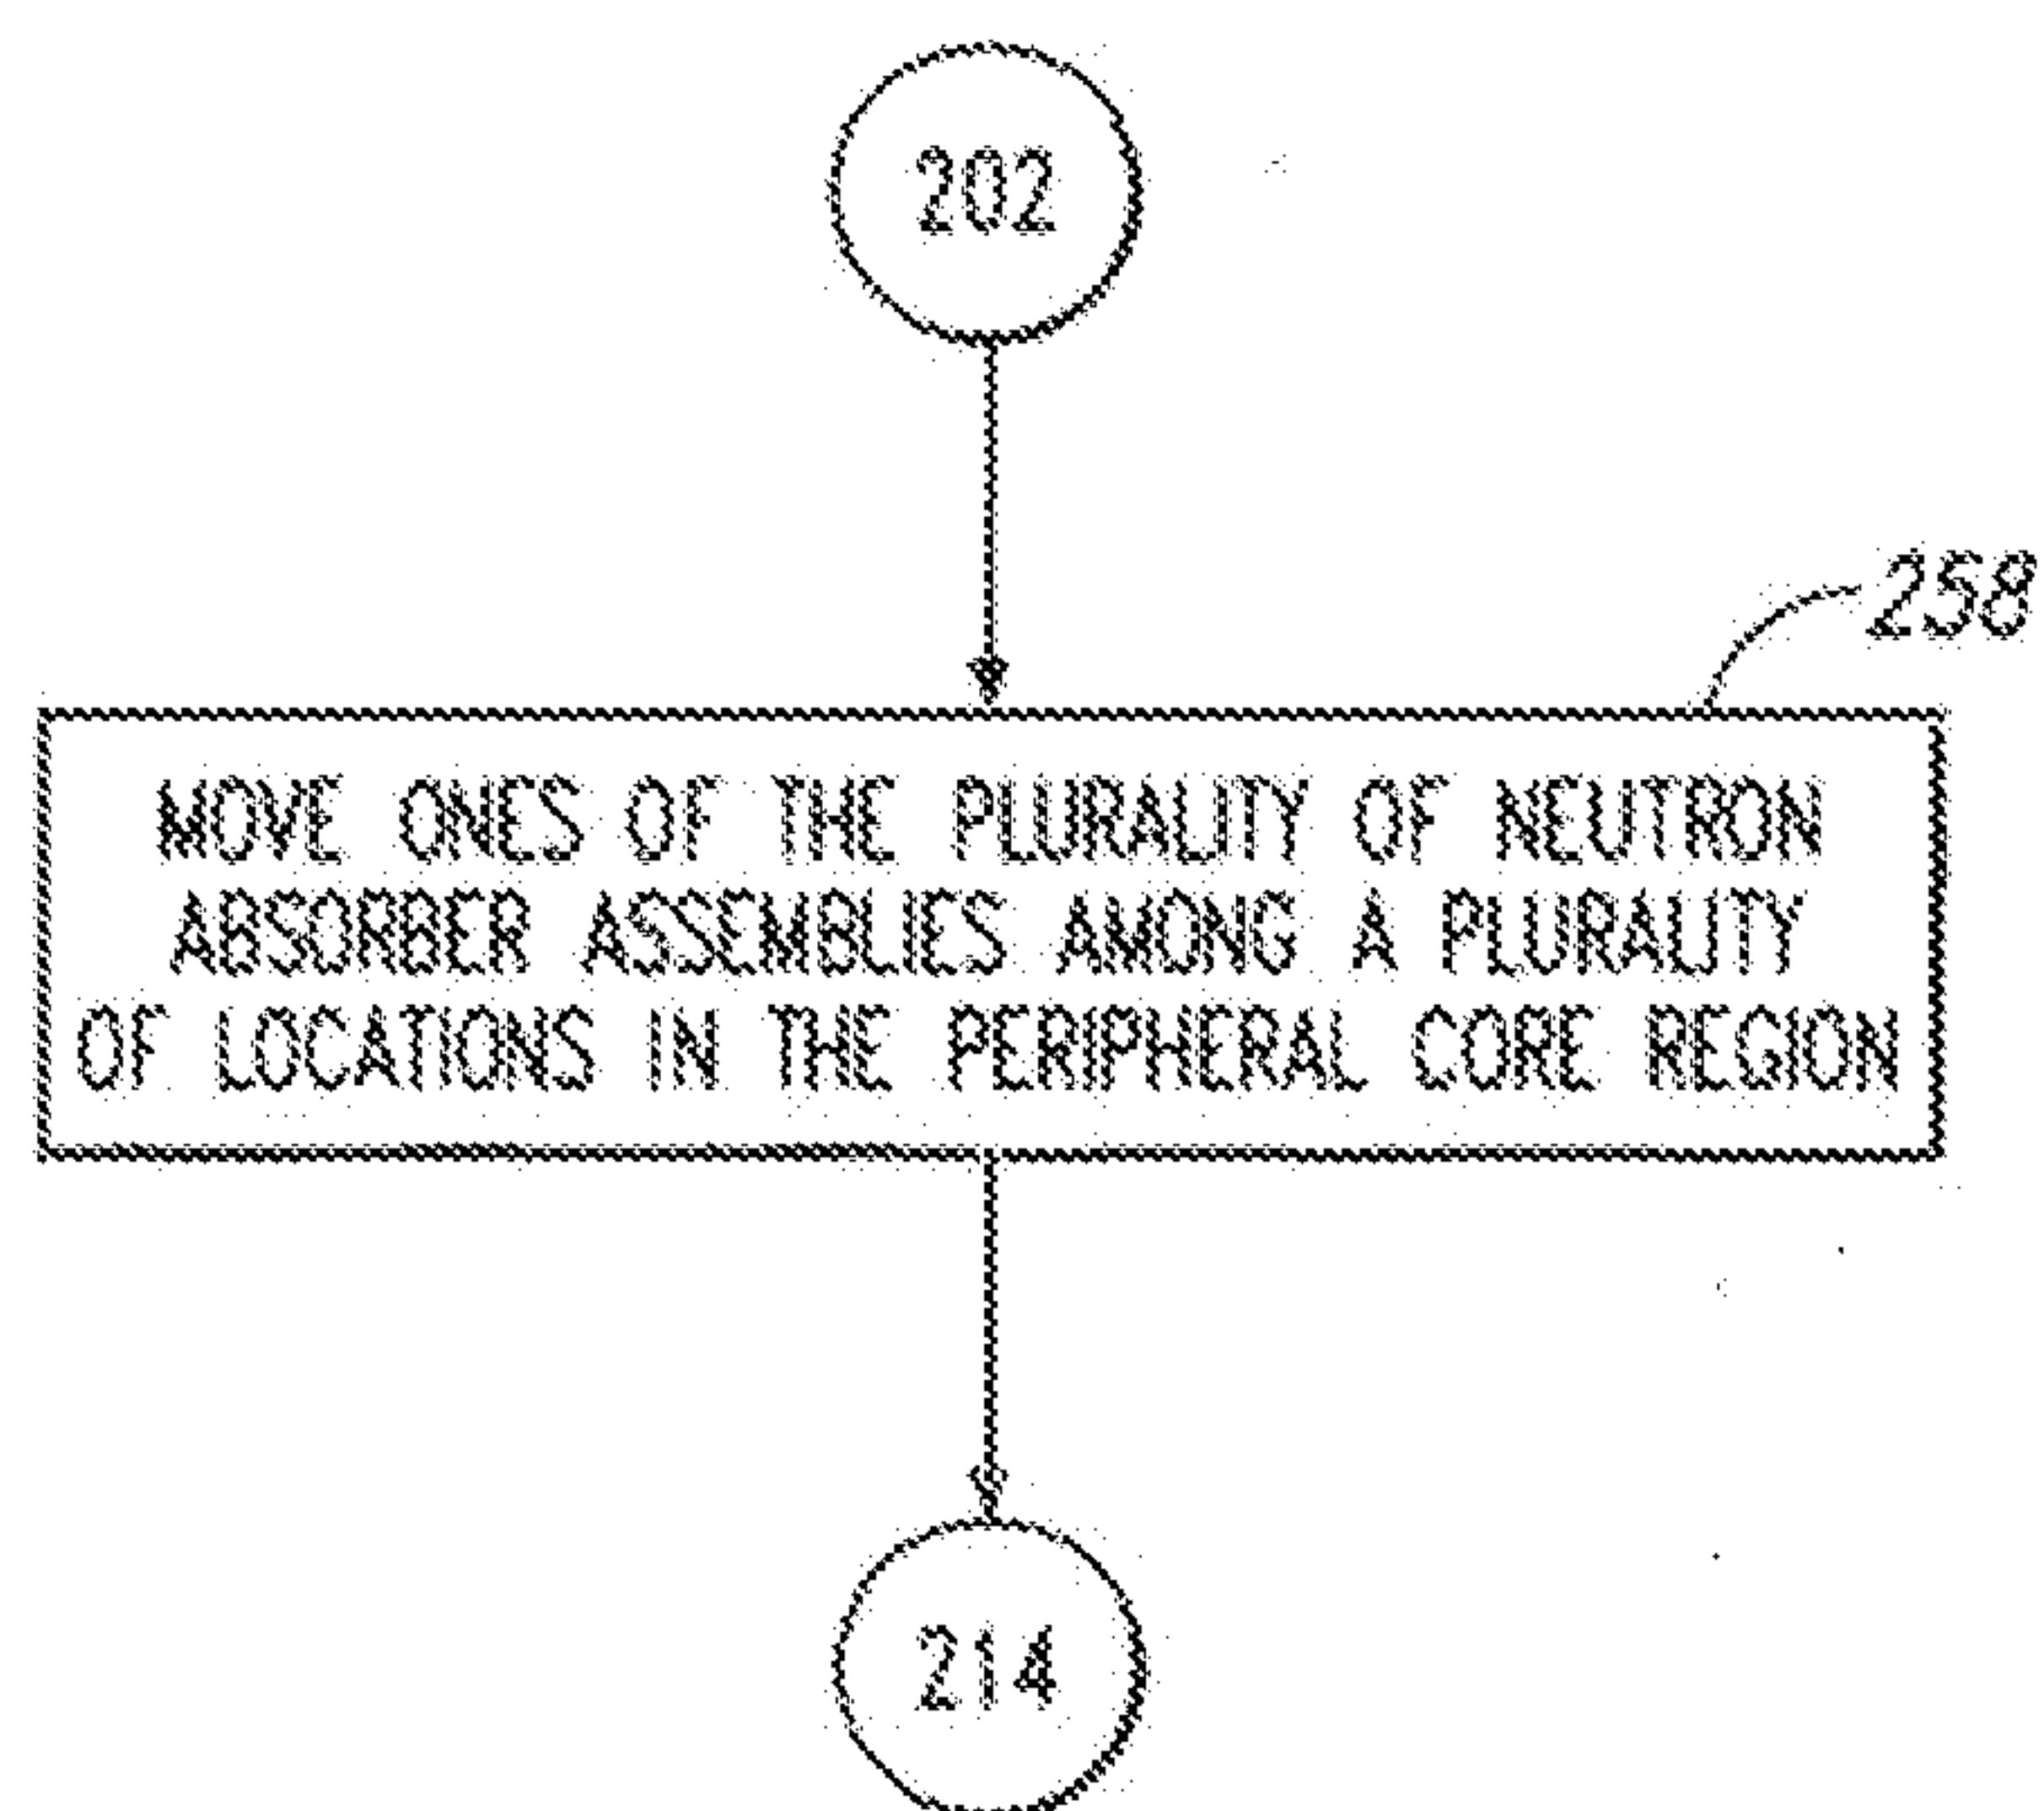 202
258
MOVE ONES OF THE PLURALITY OF NEUTRON
ABSORBER ASSEMBLIES AMONG A PLURALITY
OF LOCATIONS IN THE PERIPHERAL CORE REGION
214